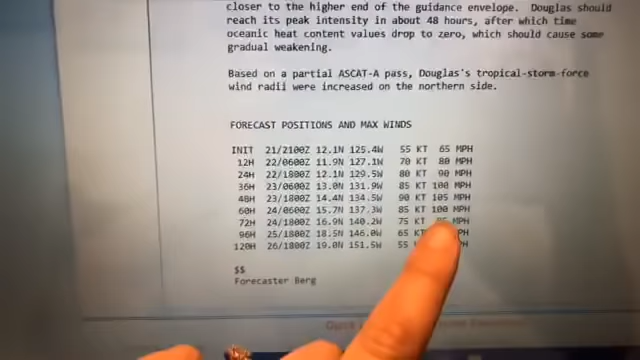 closer to the higher end of the guidance envelope. Douglas should
reach its peak intensity in about 48 hours, after which time
oceanic heat content values drop to zero, which should cause some
gradual weakening.
Based on a partial ASCAT-A pass, Douglas's tropical-storm-force
wind radii were increased on the northern side.
FORECAST POSITIONS AND MAX WINDS
INIT 21/2100Z 12.1N 125.4W 55 KT 65 MPH
12H 22/0600Z 11.9N 127.1W 70 KT 80 MPH
24H 22/1800Z 12.1N 129.5W 80 KT 90 MPH
36H 23/0600Z 13.0N 131.9W 85 KT 100 MPH
48H 23/1800Z 14.4N 134.5W 90 KT 105 MPH
60H 24/0600Z 15.7N 137.3W 85 KT 100 MPH
72H 24/1800Z 16.9N 140.2W 75 KT MPH
96H 25/1800Z 18.5N 146.0W 65
120H 26/1800Z 19.0N 151.5W 55
$$
Forecaster Berg